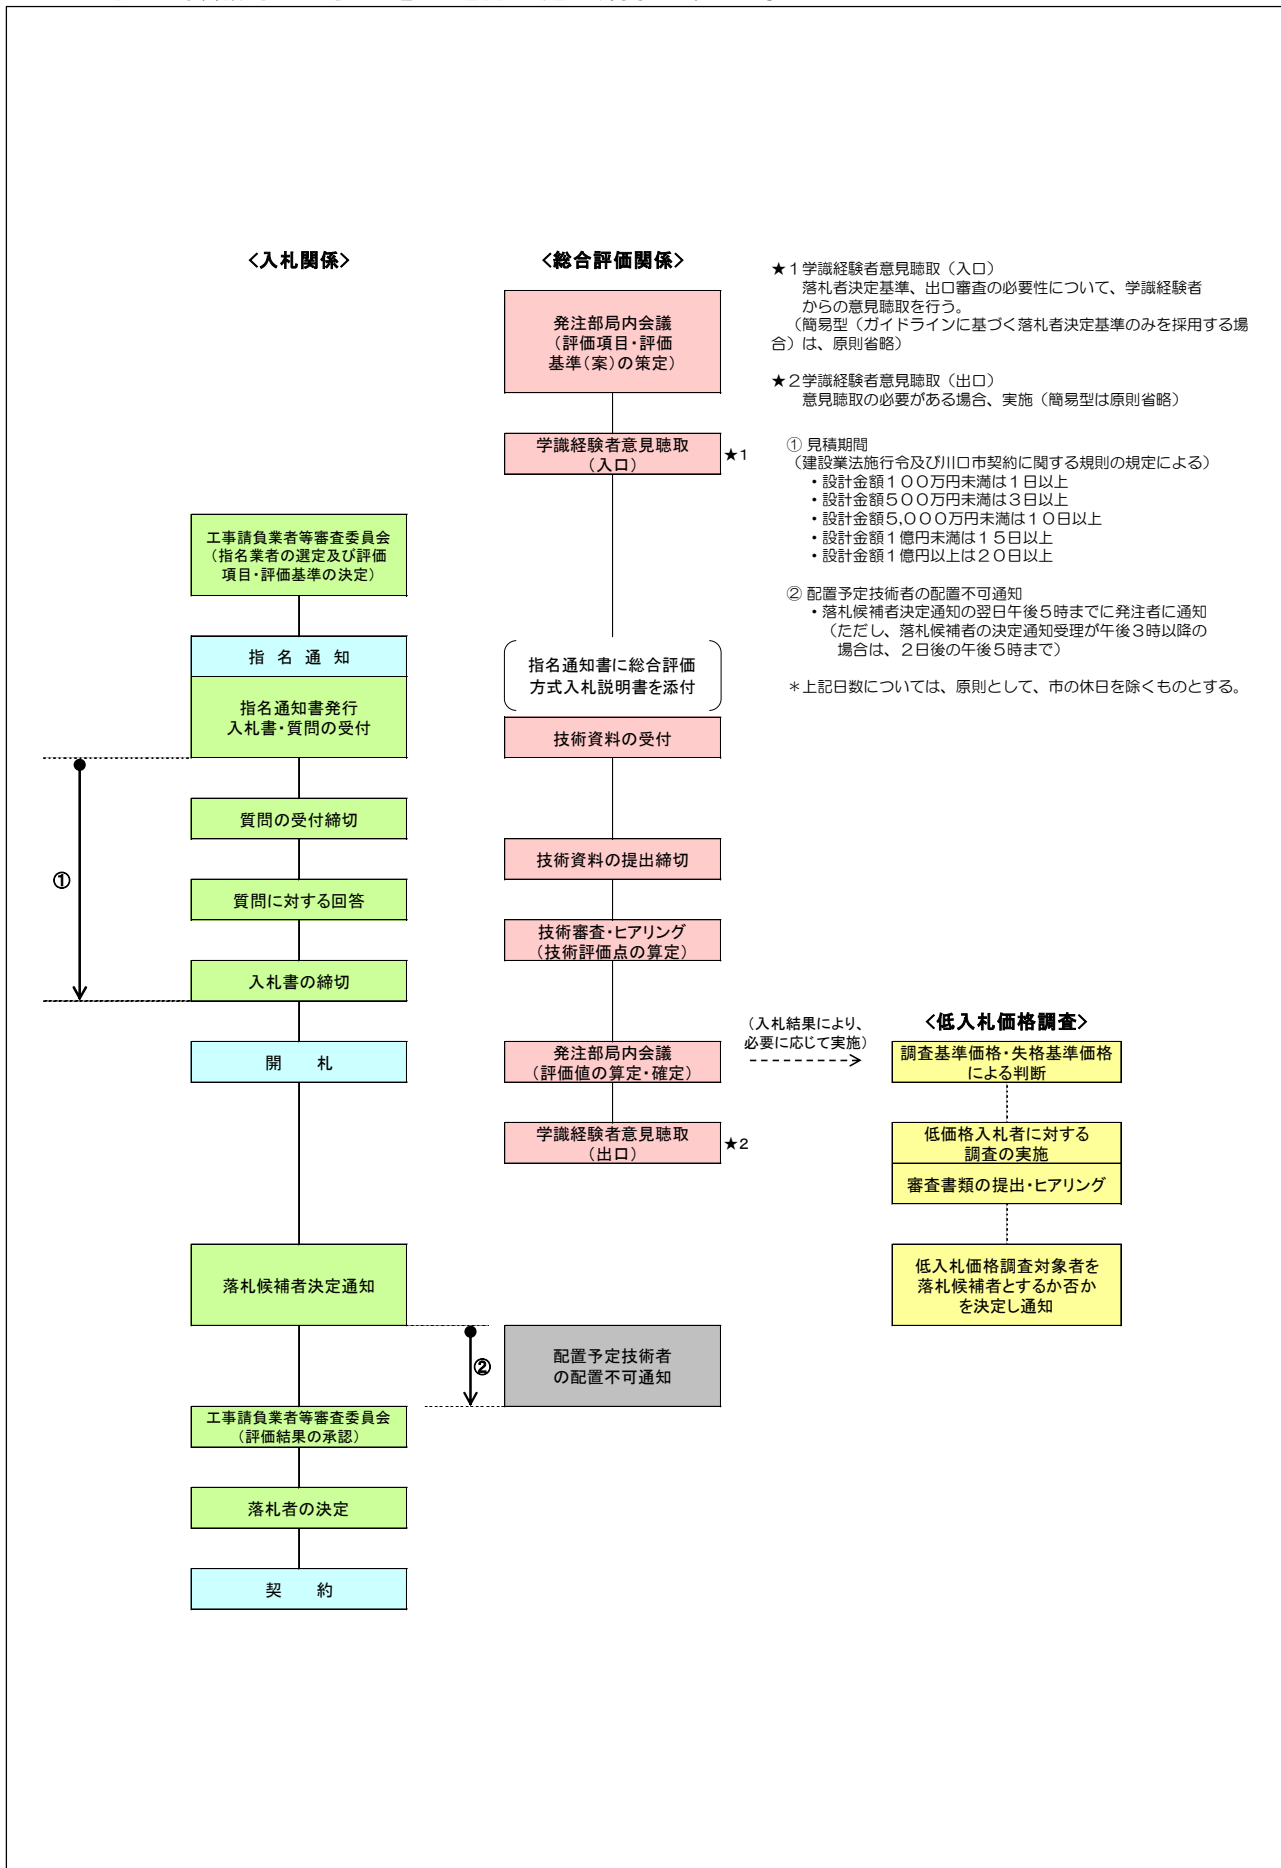 <入札関係>
工事請負業者等審査委員会
(指名業者の選定及び評価
項目・評価基準の決定)
指 名 通 知
指名通知書発行
入札書・質問の受付
①
質問の受付締切
質問に対する回答
入札書の締切
開 札
落札候補者決定通知
②
工事請負業者等審査委員会
(評価結果の承認)
落札者の決定
契 約
<総合評価関係>
発注部局内会議
(評価項目・評価
基準(案)の策定)
学識経験者意見聴取
(入口)
★1
指名通知書に総合評価
方式入札説明書を添付
技術資料の受付
技術資料の提出締切
技術審査・ヒアリング
(技術評価点の算定)
発注部局内会議
(評価値の算定・確定)
学識経験者意見聴取
(出口)
★2
配置予定技術者
の配置不可通知
★1学識経験者意見聴取(入口)
落札者決定基準、出口審査の必要性について、学識経験者
からの意見聴取を行う。
(簡易型(ガイドラインに基づく落札者決定基準のみを採用する場
合)は、原則省略)
★2学識経験者意見聴取(出口)
意見聴取の必要がある場合、実施(簡易型は原則省略)
① 見積期間
(建設業法施行令及び川口市契約に関する規則の規定による)
・設計金額100万円未満は1日以上
・設計金額500万円未満は3日以上
・設計金額5,000万円未満は10日以上
・設計金額1億円未満は15日以上
・設計金額1億円以上は20日以上
② 配置予定技術者の配置不可通知
・落札候補者決定通知の翌日午後5時までに発注者に通知
(ただし、落札候補者の決定通知受理が午後3時以降の
場合は、2日後の午後5時まで)
*上記日数については、原則として、市の休日を除くものとする。
(入札結果により、
必要に応じて実施)
<低入札価格調査>
調査基準価格・失格基準価格
による判断
低価格入札者に対する
調査の実施
審査書類の提出・ヒアリング
低入札価格調査対象者を
落札候補者とするか否か
を決定し通知